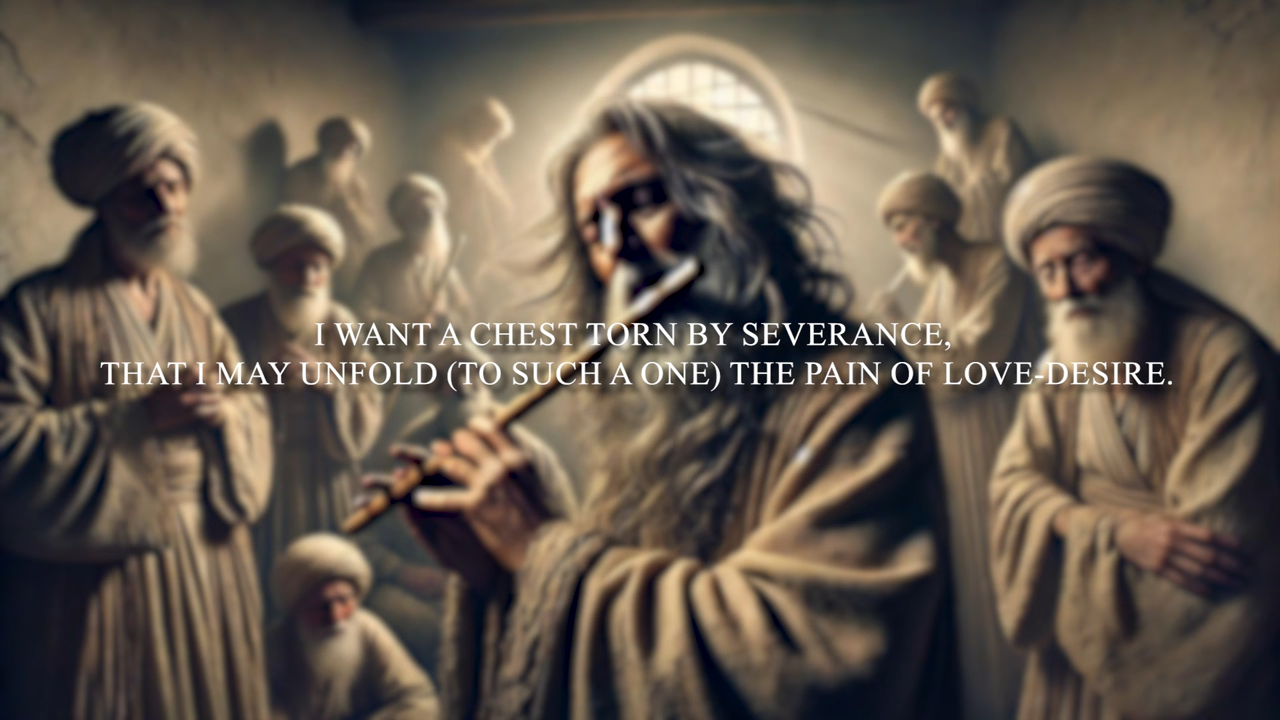 I WANT A CHEST TORN BY SEVERANCE,
THAT I MAY UNFOLD (TO SUCH A ONE) THE PAIN OF LOVE-DESIRE.